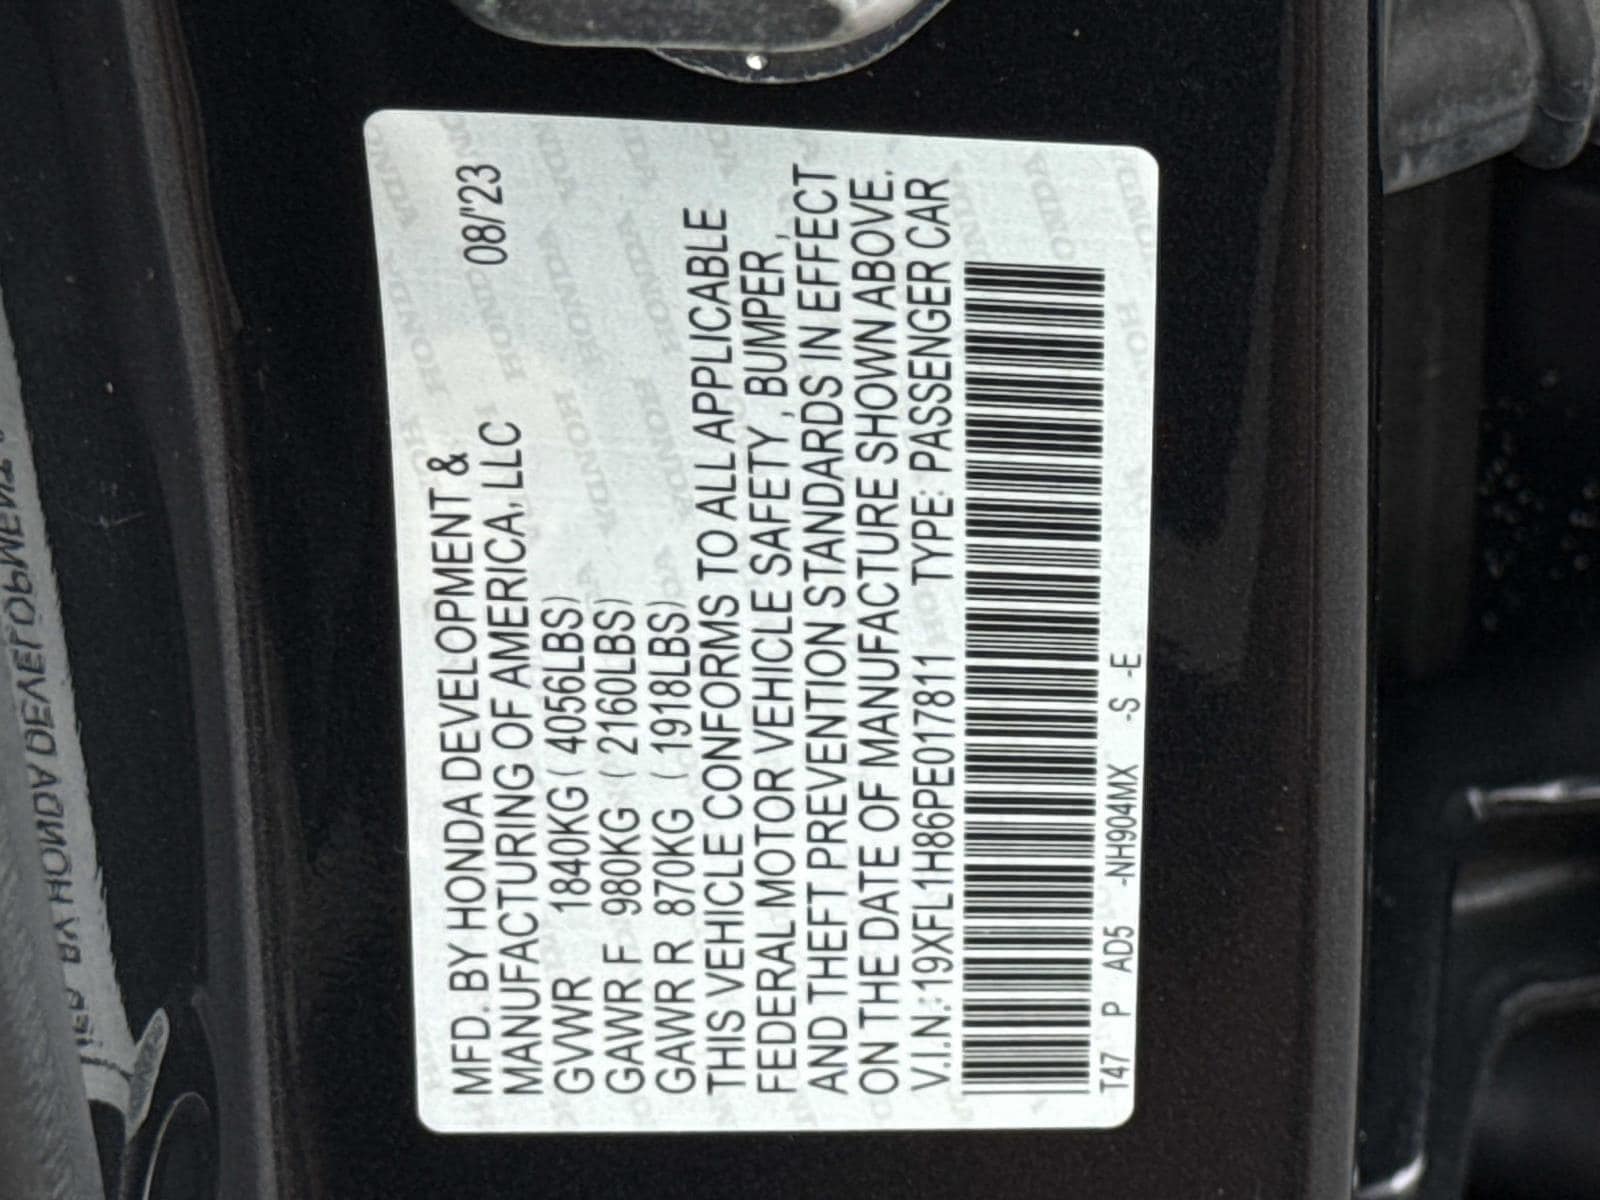 MFD. BY HONDA DEVELOPMENT &
MANUFACTURING OF AMERICA, LLC 08/'23
GVWR 1840KG ( 4056LBS)
GAWR F 980KG ( 2160LBS)
GAWR R 870KG ( 1918LBS)
THIS VEHICLE CONFORMS TO ALL APPLICABLE
FEDERAL MOTOR VEHICLE SAFETY , BUMPER ,
AND THEFT PREVENTION STANDARDS IN EFFECT
ON THE DATE OF MANUFACTURE SHOWN ABOVE.
V.I.N.: 19XFL1H86PE017811 TYPE: PASSENGER CAR
T47 P AD5 -NH904MX -S -E